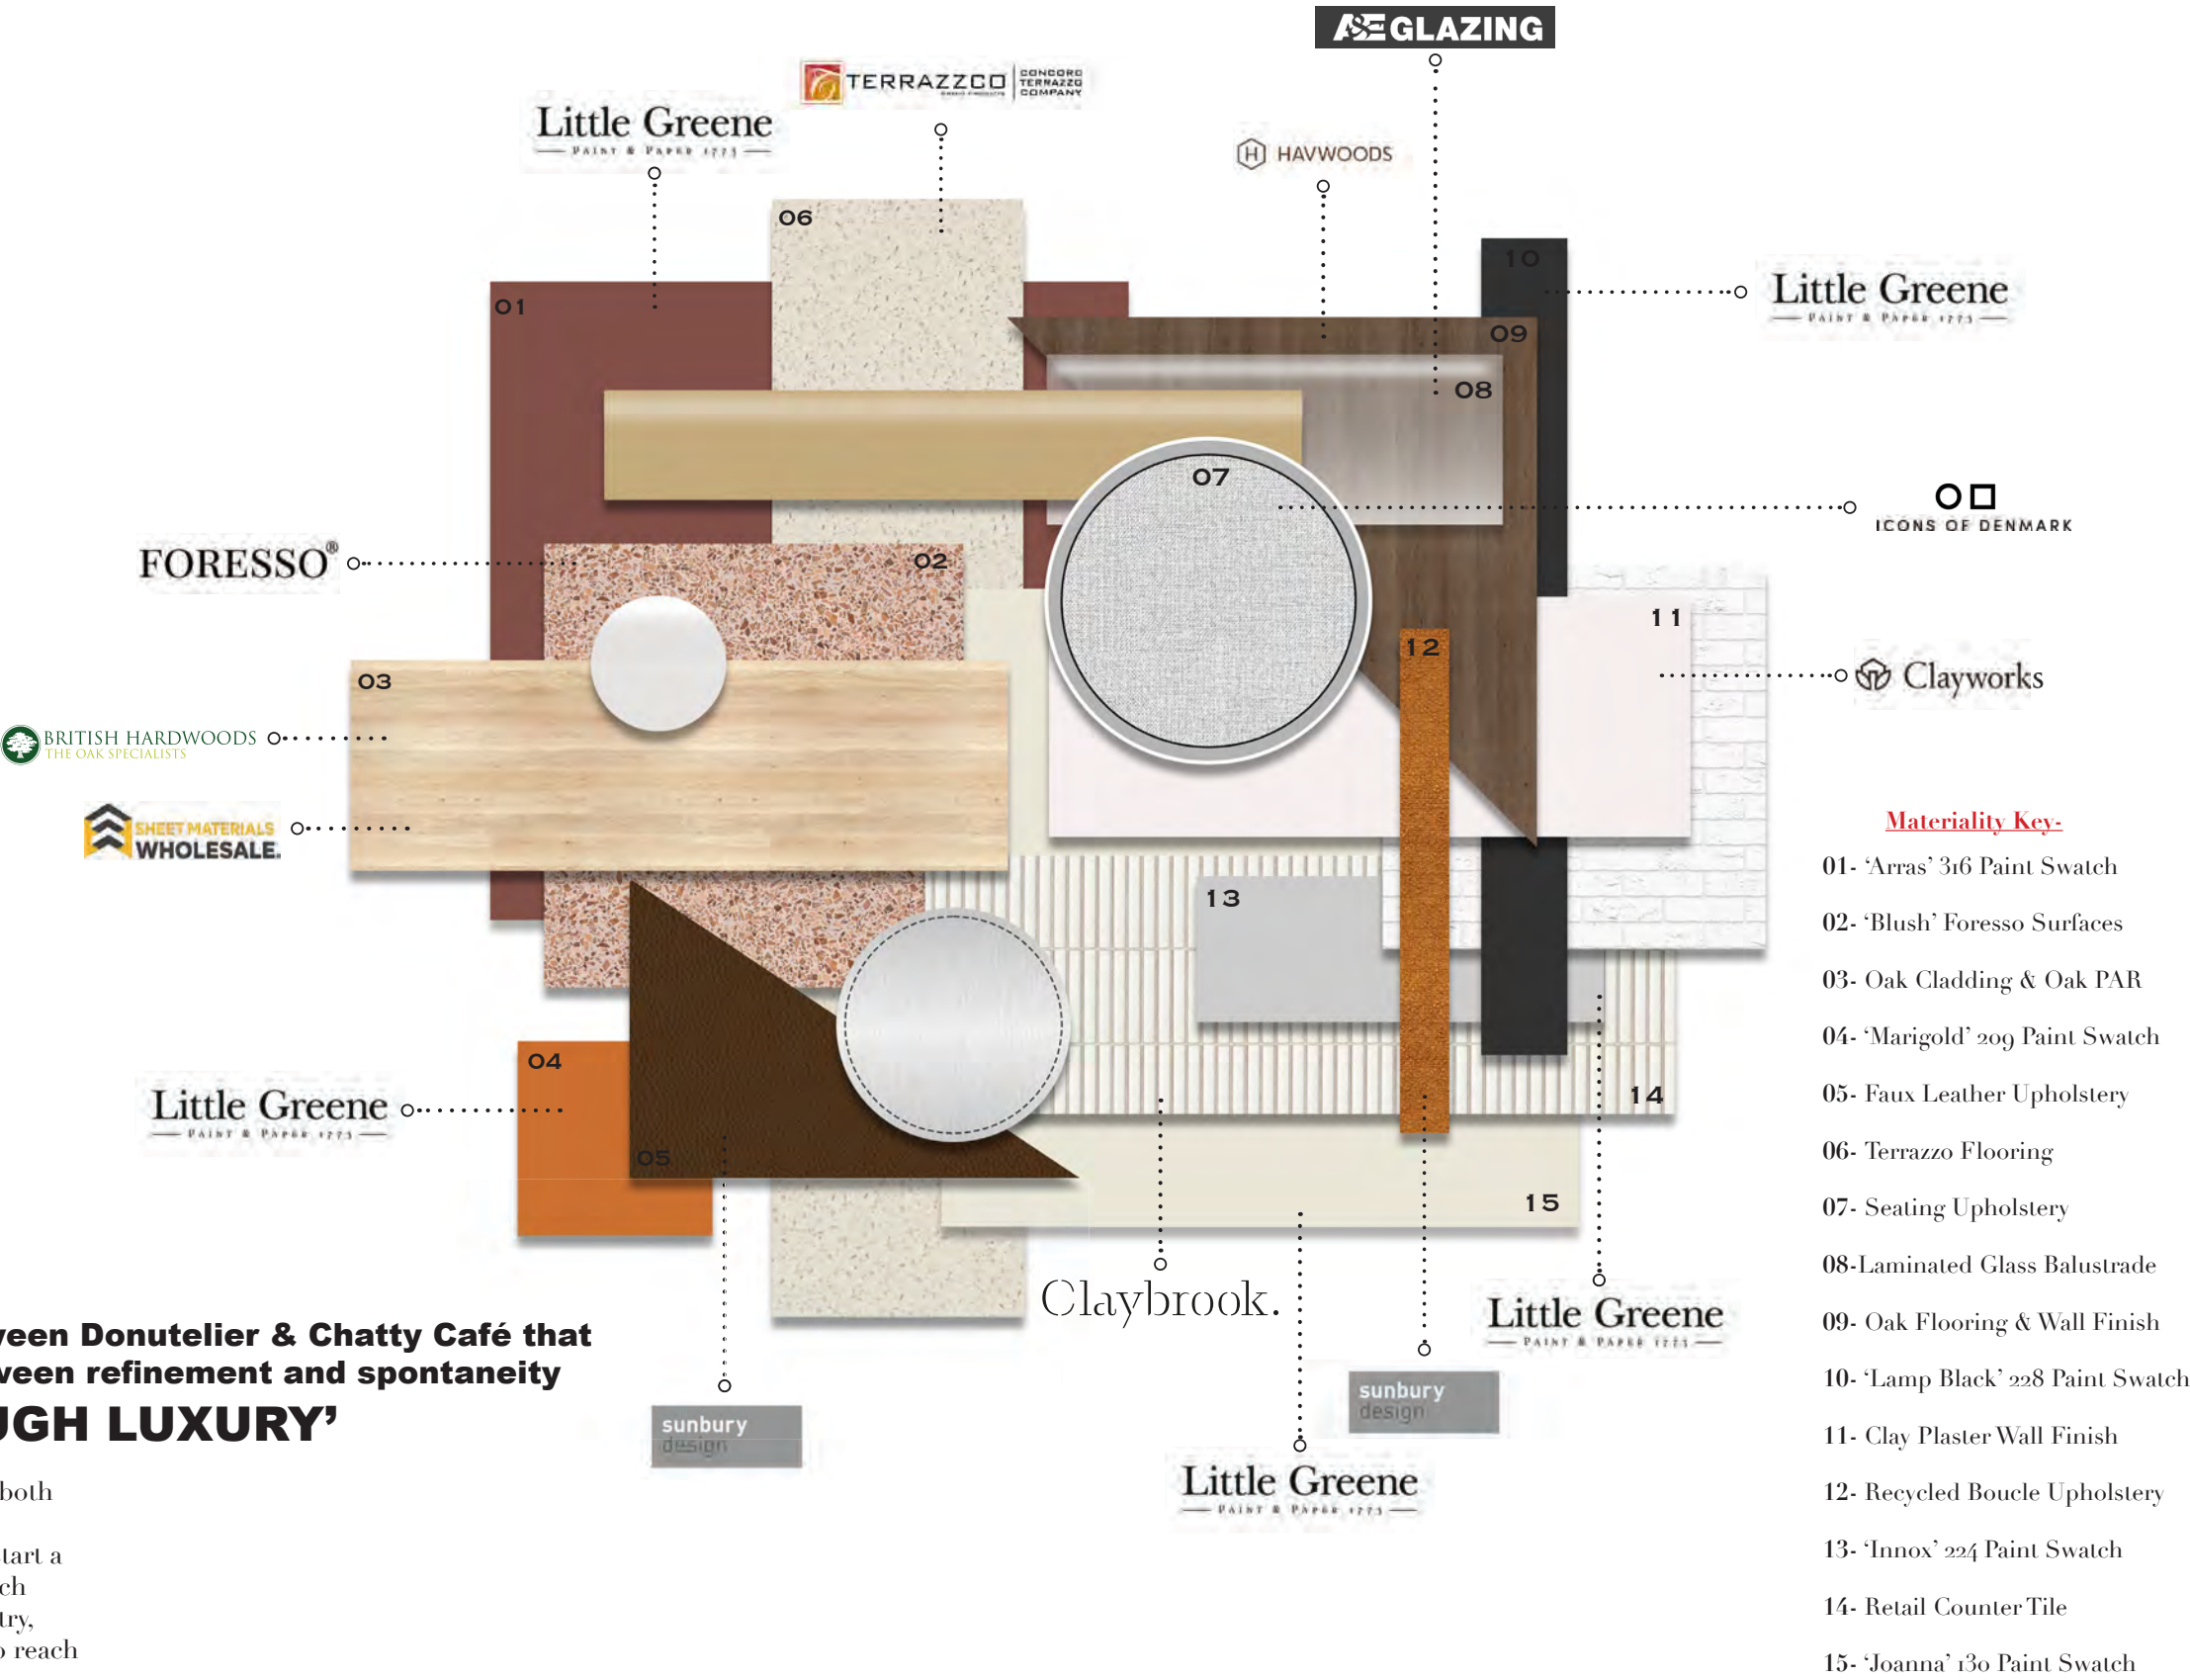 A&E GLAZING
TERRAZZCO
CONCORD
TERRAZZO
COMPANY
Little Greene
PAINT & PAPER 1773
HAVWOODS
06
10
Little Greene
PAINT & PAPER 1773
01
09
08
07
ICONS OF DENMARK
FORESSO®
02
11
12
Clayworks
03
BRITISH HARDWOODS
THE OAK SPECIALISTS
SHEET MATERIALS
WHOLESALE.
13
04
Little Greene
PAINT & PAPER 1773
05
14
15
Claybrook.
Little Greene
PAINT & PAPER 1773
sunbury
design
sunbury
design
Little Greene
PAINT & PAPER 1773
veen Donutelier & Chatty Café that
veen refinement and spontaneity
UGH LUXURY’
both
start a
ch
try,
o reach
Materiality Key-
01- ‘Arras’ 316 Paint Swatch
02- ‘Blush’ Foresso Surfaces
03- Oak Cladding & Oak PAR
04- ‘Marigold’ 209 Paint Swatch
05- Faux Leather Upholstery
06- Terrazzo Flooring
07- Seating Upholstery
08-Laminated Glass Balustrade
09- Oak Flooring & Wall Finish
10- ‘Lamp Black’ 228 Paint Swatch
11- Clay Plaster Wall Finish
12- Recycled Boucle Upholstery
13- ‘Innox’ 224 Paint Swatch
14- Retail Counter Tile
15- ‘Joanna’ 130 Paint Swatch